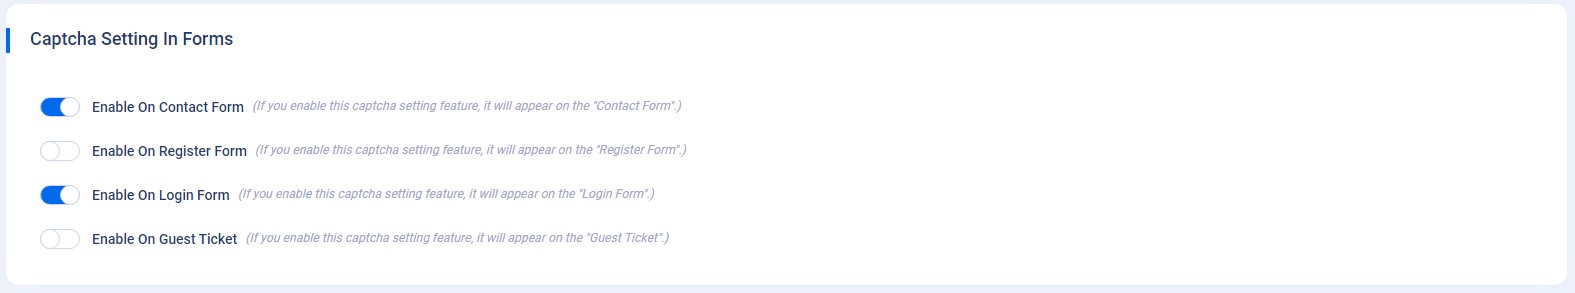 Captcha Setting In Forms
Enable On Contact Form (If you enable this captcha setting feature, it will appear on the "Contact Form".)
Enable On Register Form (If you enable this captcha setting feature, it will appear on the "Register Form".)
Enable On Login Form (If you enable this captcha setting feature, it will appear on the "Login Form".)
Enable On Guest Ticket (If you enable this captcha setting feature, it will appear on the "Guest Ticket".)